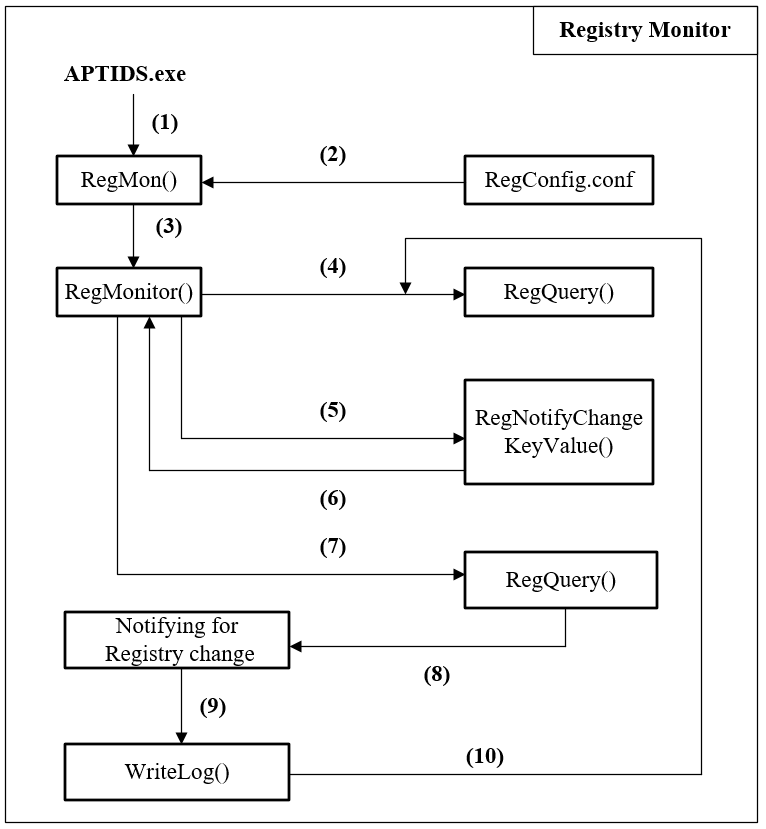 Registry Monitor
APTIDS.exe
(1)
(2)
RegMon()
RegConfig.conf
(3)
(4)
RegMonitor()
RegQuery()
(5)
RegNotifyChange
KeyValue()
(6)
(7)
RegQuery()
Notifying for
Registry change
(8)
(9)
WriteLog()
(10)